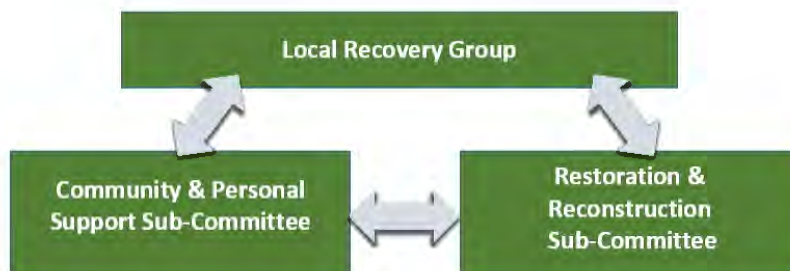 Local Recovery Group
Community & Personal
Support Sub-Committee
Restoration &
Reconstruction
Sub-Committee